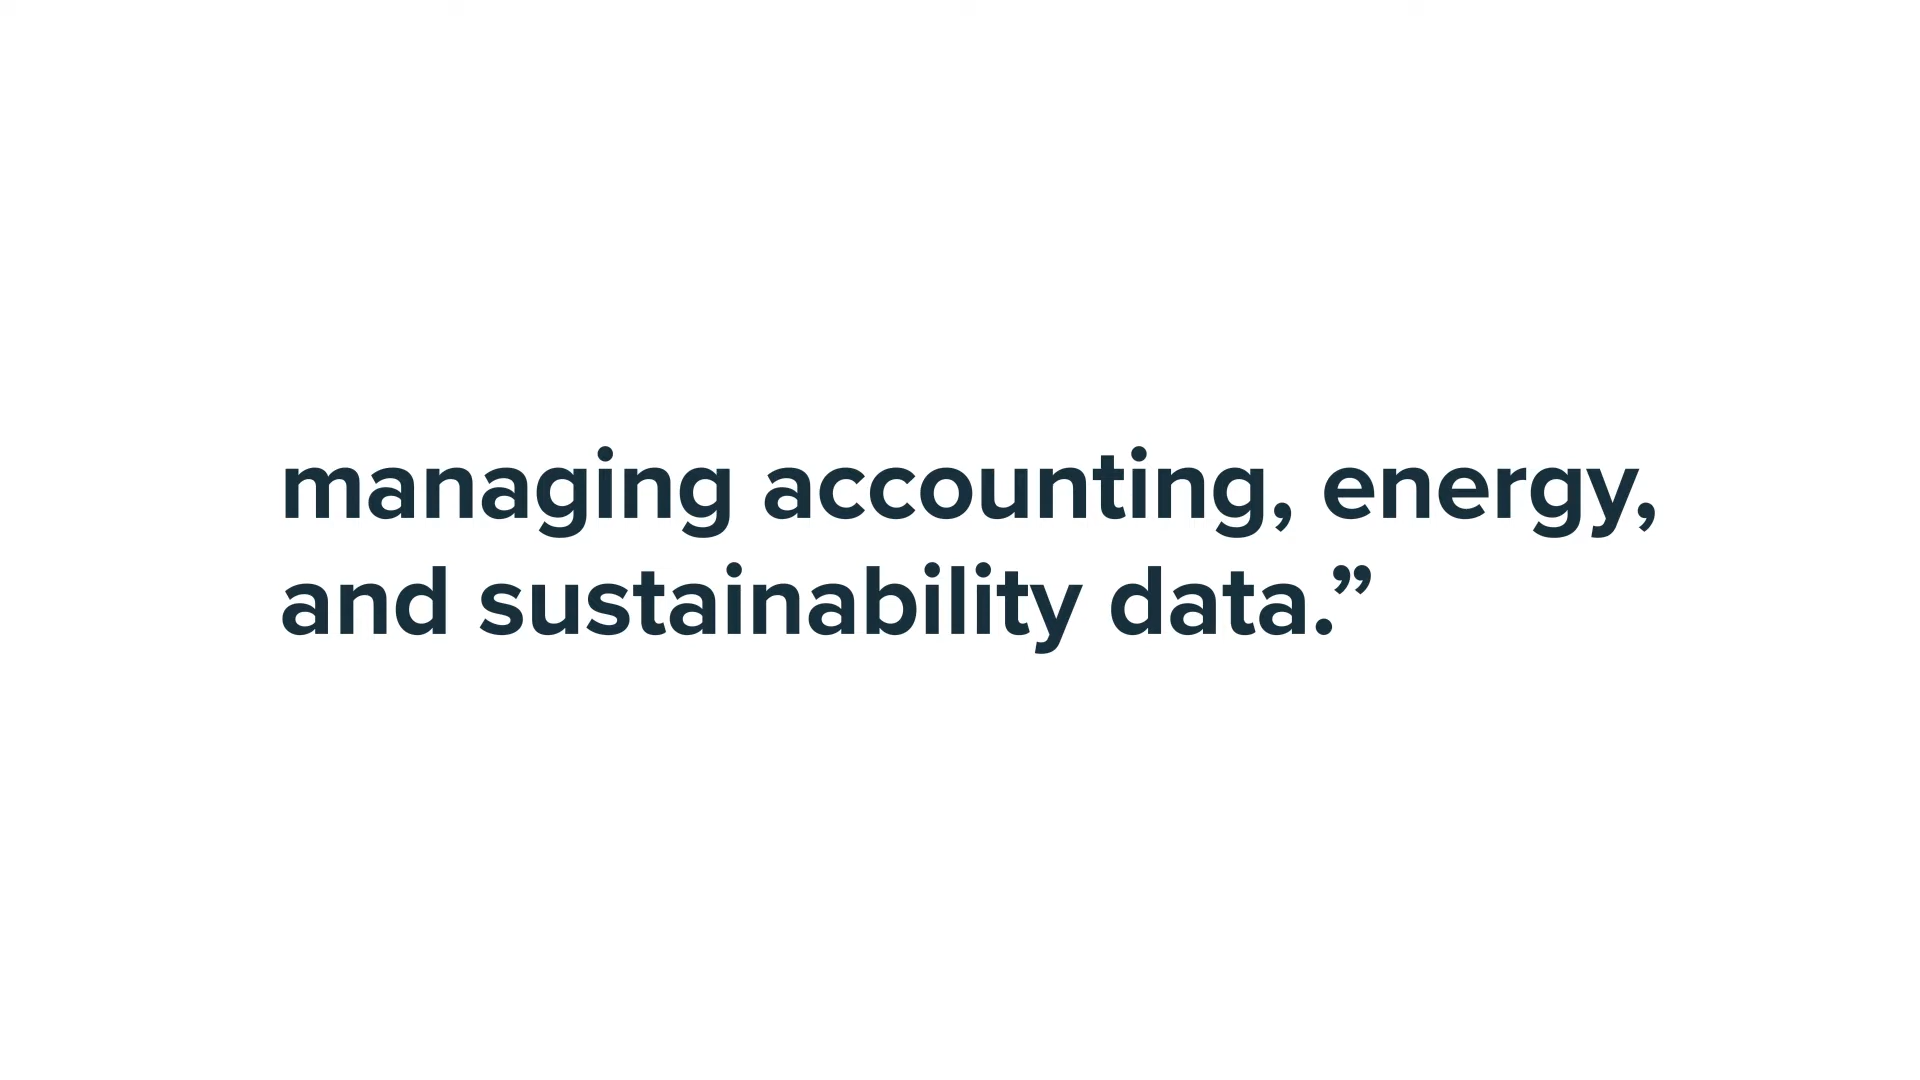 managing accounting, energy,
and sustainability data.”